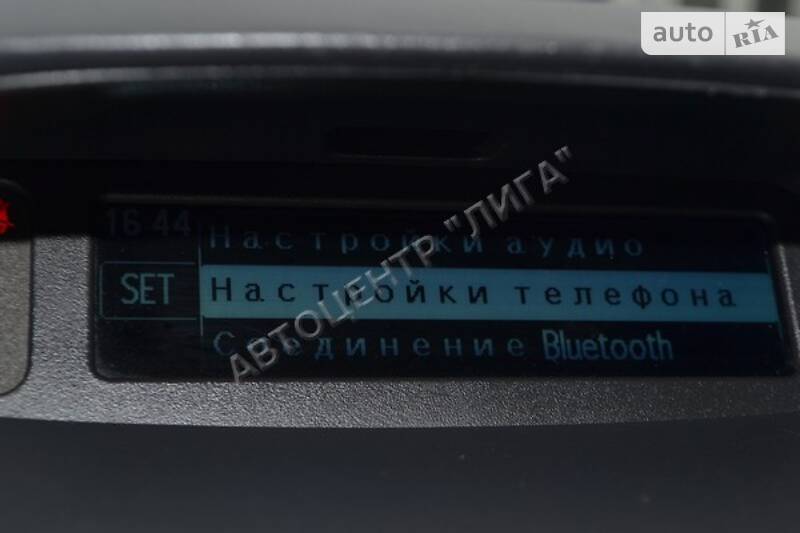 auto RIA
16 44
Настройки аудио
SET
Настройки телефона
Соединение Bluetooth
АВТОЦЕНТР "ЛИГА"